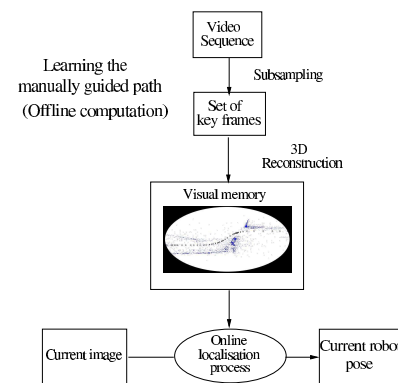 Video
Sequence
Learning the
manually guided path
(Offline computation)
Subsampling
Set of
key frames
3D
Reconstruction
Visual memory
Current image
Online
localisation
process
Current robo
pose